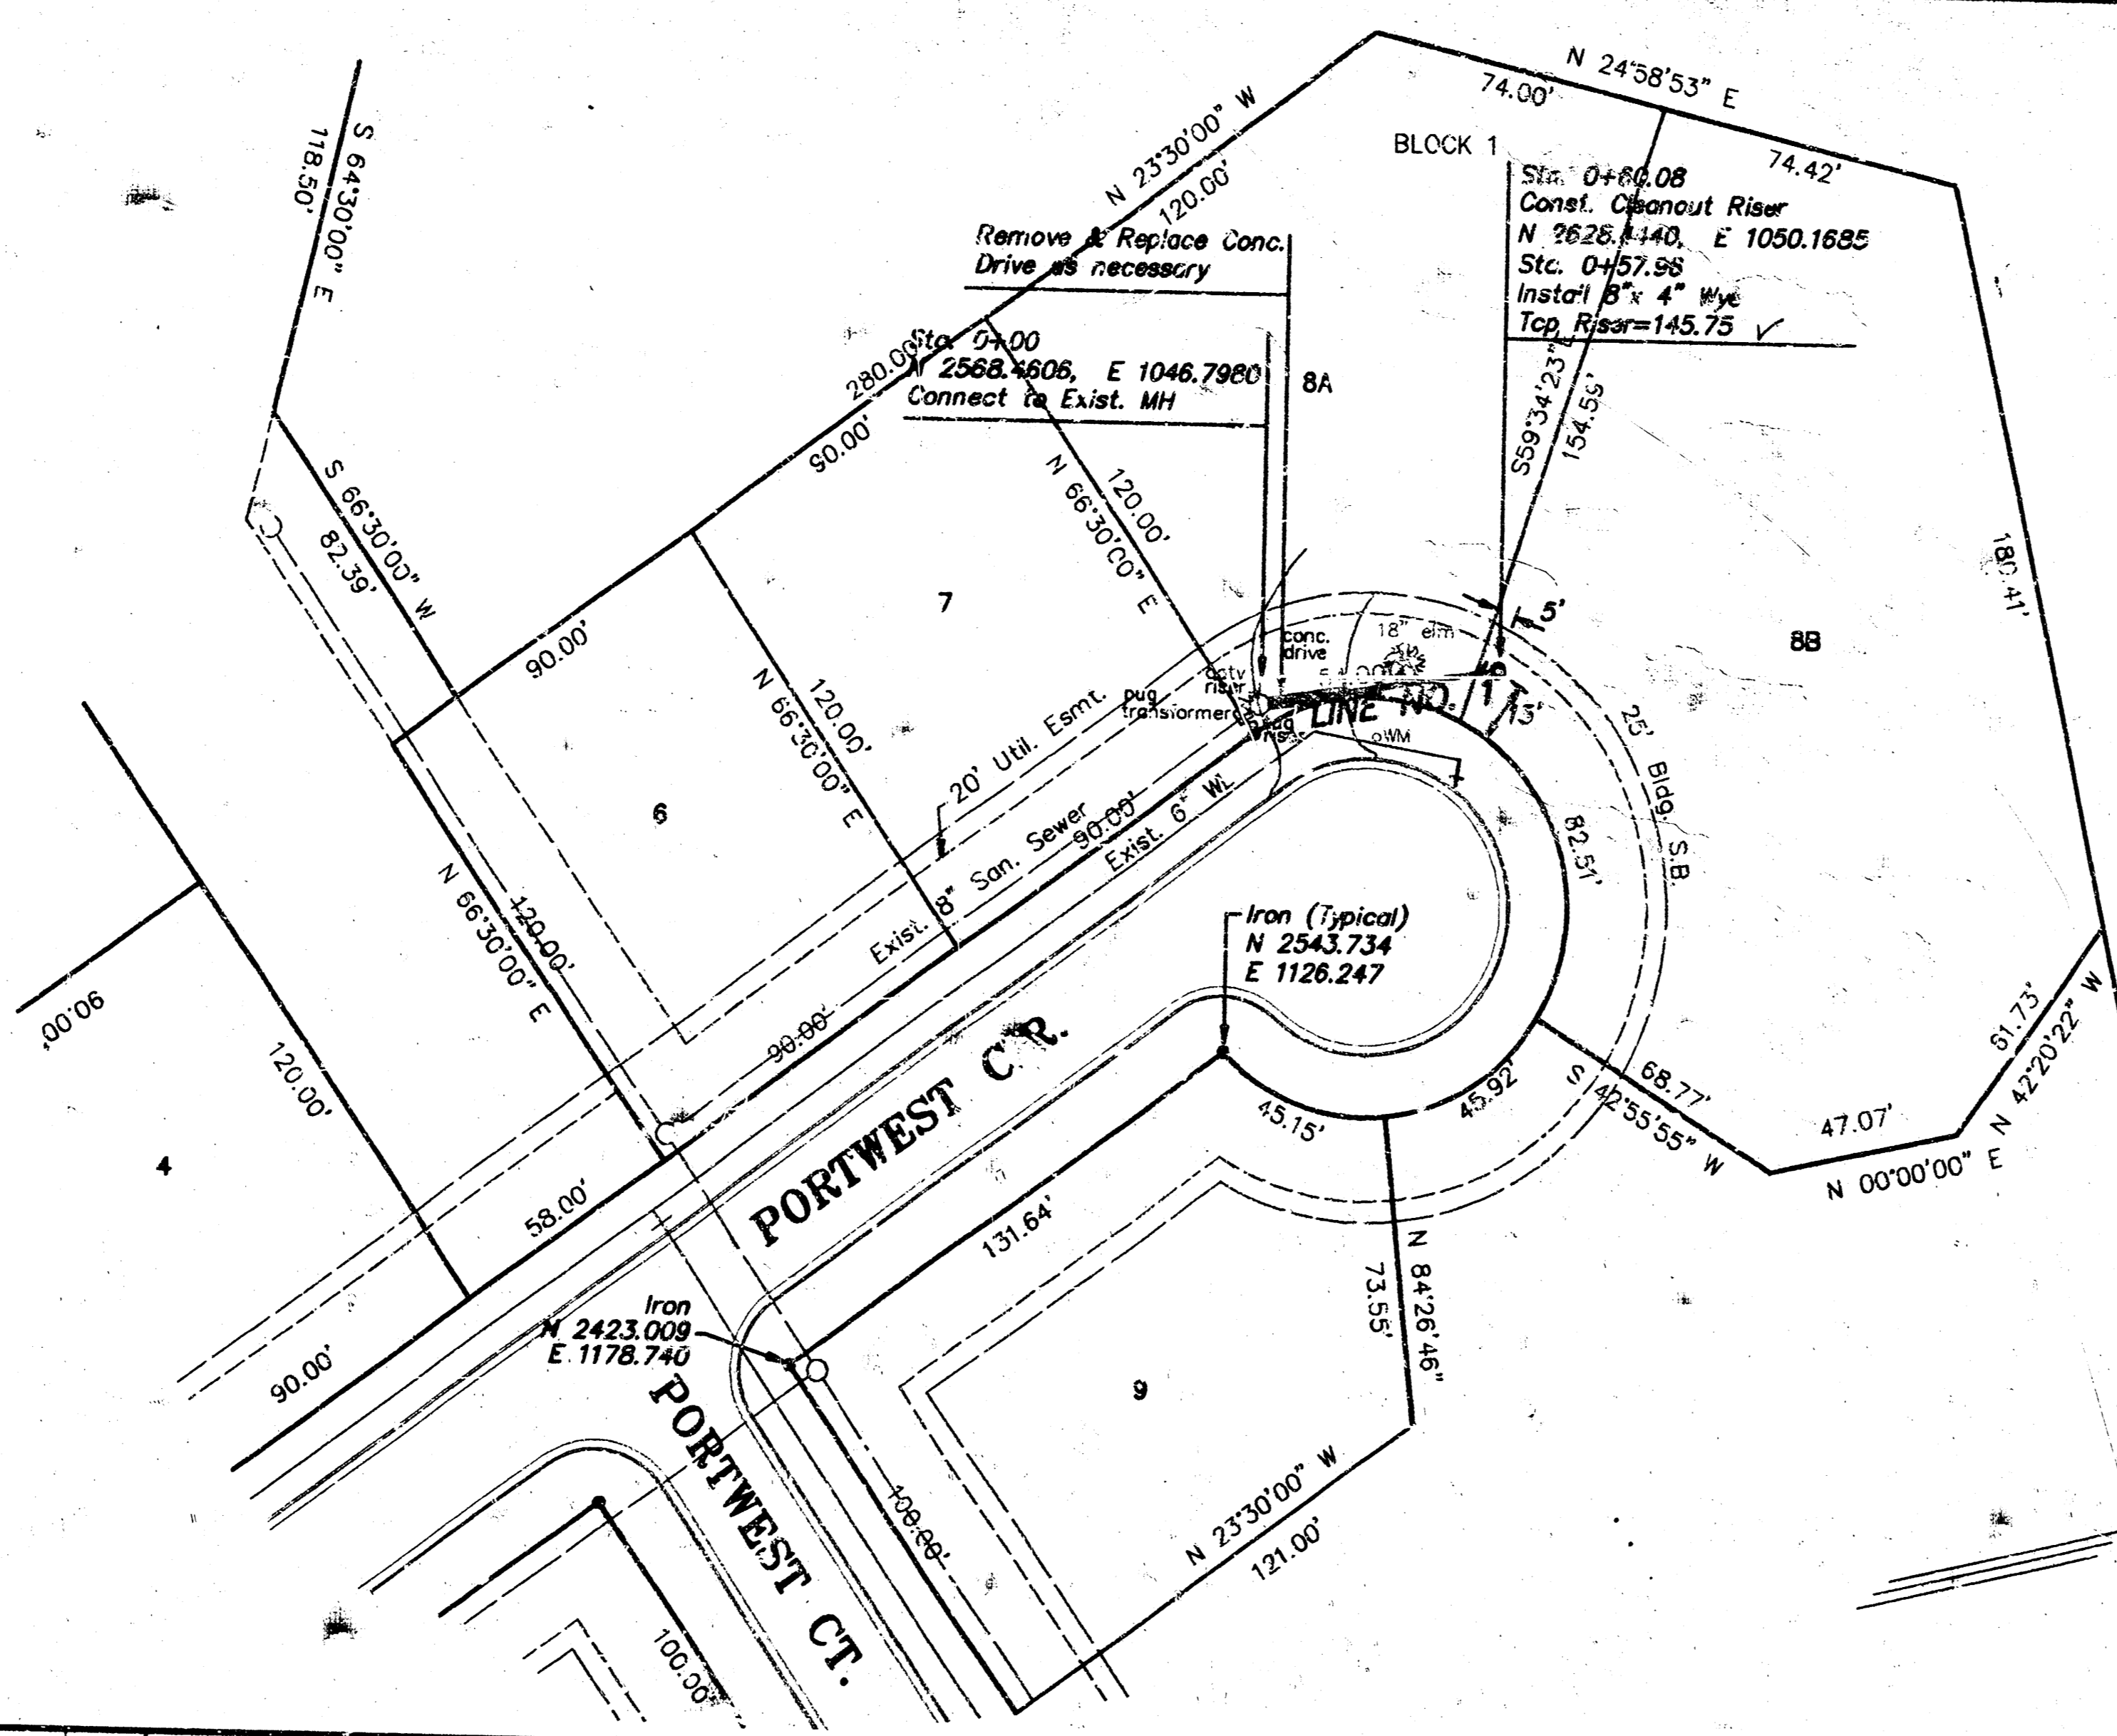 N 24°58'53" E
74.00'
74.42'
BLOCK 1
S 64°30'00" E
118.50'
N 23°30'00" W
120.00'
Remove & Replace Conc.
Drive as necessary
Sta. 0+60.08
Const. Cleanout Riser
E 1050.1685
Sta. 0+57.96
Install 8"x 4" Wye
Top Riser=145.75 ✓
Sta. 0+00
N 2568.4606, E 1046.7980
Connect to Exist. MH
280.00'
8A
S59°34'23"E
154.55'
90.00'
N 66°30'00" E
120.00'
S 66°30'00" W
82.39'
180.41'
7
90.00'
N 66°30'00" E
120.00'
5'
8B
18" elm
conc.
drive
catv
riser
pug
transformer
LINE NO. 1
15'
oWM
20' Util. Esmt.
25' Bldg. S.B.
6
Exist. 8" San. Sewer
90.00'
Exist. 6" WL
82.51'
N 66°30'00" E
120.00'
Iron (Typical)
N 2543.734
E 1126.247
90.00'
120.00'
90.00'
PORTWEST CIR.
45.15'
45.92'
S 42°55'55" W
68.77'
47.07'
N 00°00'00" E
61.73'
N 42°20'22" W
4
58.00'
131.64'
N 84°26'46" E
73.55'
Iron
N 2423.009
E 1178.740
90.00'
9
PORTWEST CT.
100.00'
N 23°30'00" W
121.00'
100.00'